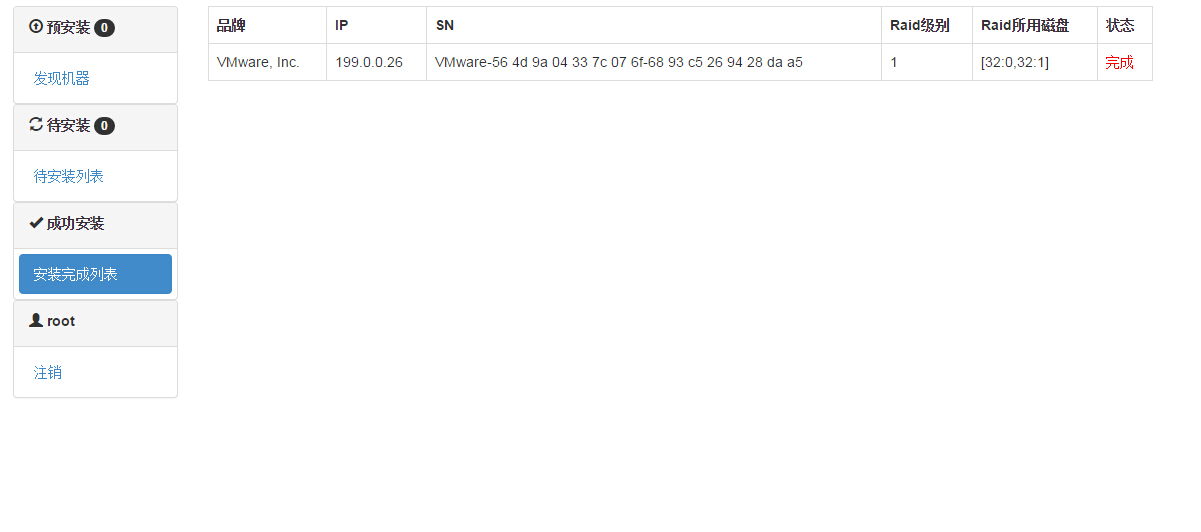 预安装 0
发现机器
待安装 0
待安装列表
成功安装
安装完成列表
root
注销
品牌 IP SN Raid级别 Raid所用磁盘 状态
VMware, Inc. 199.0.0.26 VMware-56 4d 9a 04 33 7c 07 6f-68 93 c5 26 94 28 da a5 1 [32:0,32:1] 完成